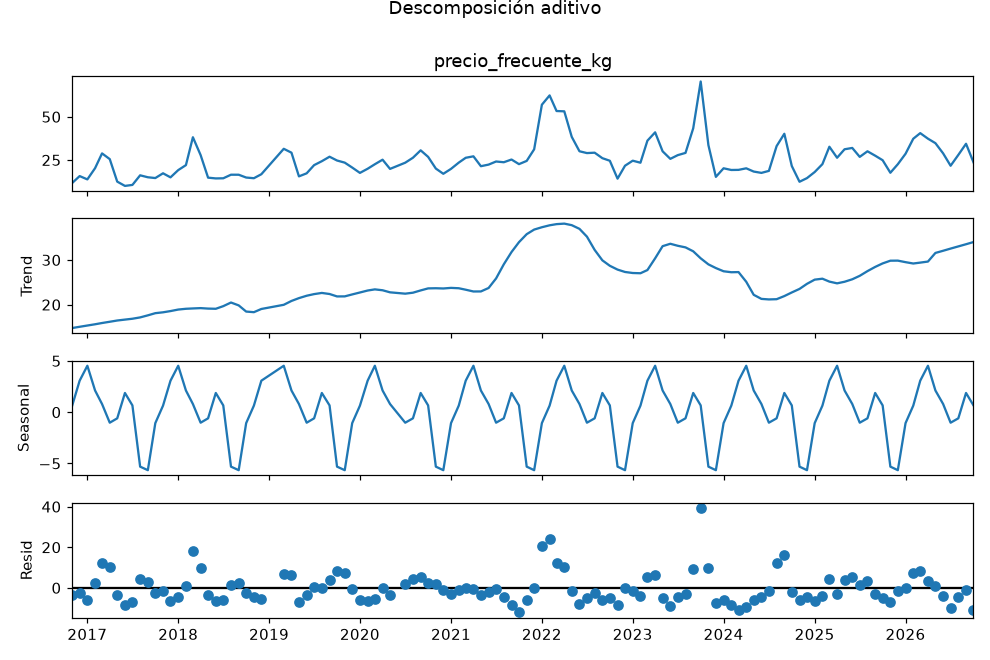 Descomposición aditivo
precio_frecuente_kg
50
25
Trend
30
20
Seasonal
5
0
−5
Resid
40
20
0
2017 2018 2019 2020 2021 2022 2023 2024 2025 2026